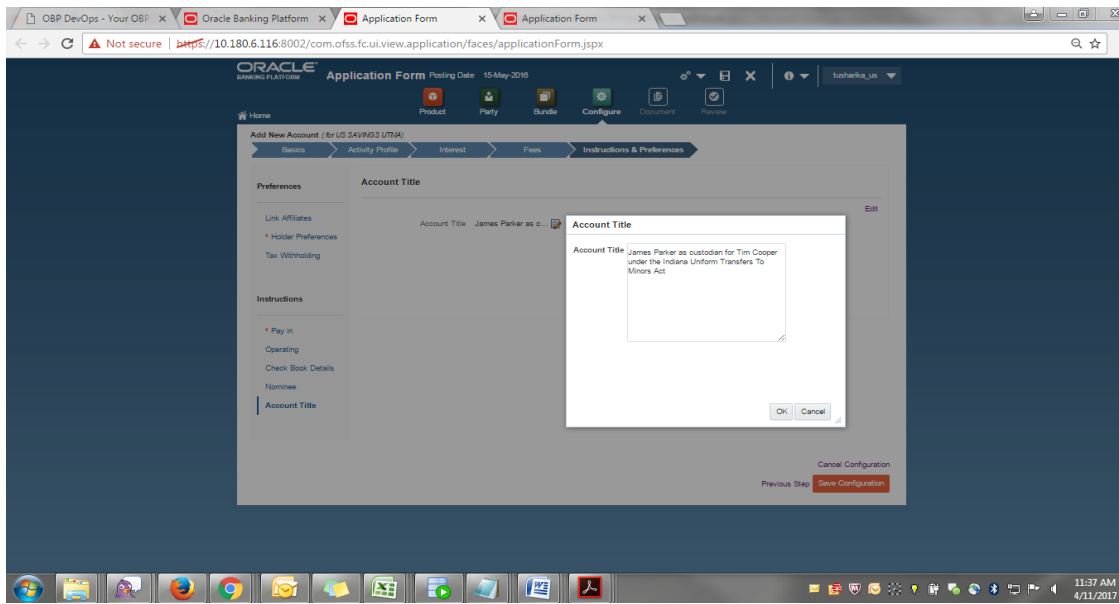 OBP DevOps - Your OBP
Oracle Banking Platform
Application Form
Application Form
Not secure | https://10.180.6.116:8002/com.ofss.fc.ui.view.application/faces/applicationForm.jspx
ORACLE
BANKING PLATFORM
Application Form Posting Date 15-May-2016
tusharika_us
Home
Product Party Bundle Configure Document Review
Add New Account (for US SAVINGS UTMA)
Basics Activity Profile Interest Fees Instructions & Preferences
Preferences
Link Affiliates
* Holder Preferences
Tax Withholding
Instructions
* Pay in
Operating
Check Book Details
Nominee
Account Title
Account Title
Edit
Account Title James Parker as c...
Account Title
Account Title James Parker as custodian for Tim Cooper
under the Indiana Uniform Transfers To
Minors Act
OK Cancel
Cancel Configuration
Previous Step Save Configuration
11:37 AM
4/11/2017